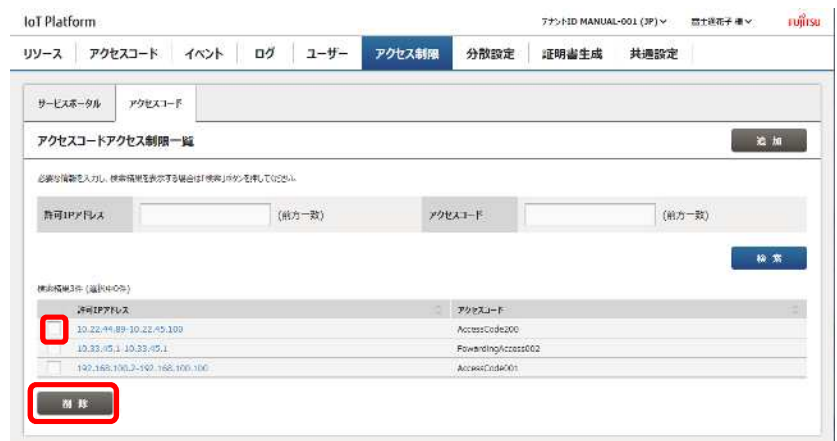 IoT Platform
テナントID MANUAL-001 (JP)
富士通花子 様
FUJITSU
リソース アクセスコード イベント ログ ユーザー アクセス制限 分散設定 証明書生成 共通設定
サービスポータル アクセスコード
アクセスコードアクセス制限一覧
追 加
必要な情報を入力し、検索結果を表示する場合は「検索」ボタンを押してください。
許可IPアドレス (前方一致) アクセスコード (前方一致)
検 索
検索結果3件 (選択中0件)
許可IPアドレス アクセスコード
10.22.44.89-10.22.45.100 AccessCode200
10.33.45.1-10.33.45.1 FowardingAccess002
192.168.100.2-192.168.100.100 AccessCode001
削 除